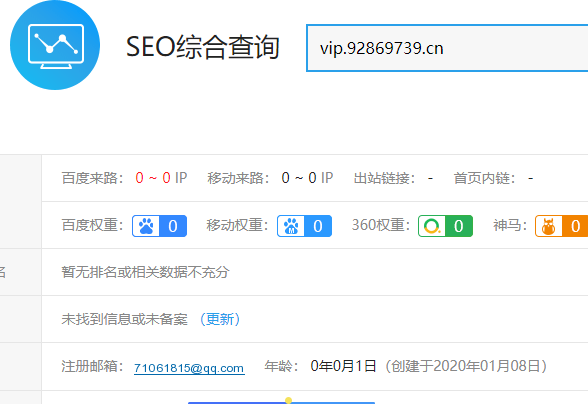 SEO综合查询 vip.92869739.cn
百度来路： 0 ~ 0 IP 移动来路： 0 ~ 0 IP 出站链接： - 首页内链： -
百度权重： 0 移动权重： 0 360权重： 0 神马： 0
名 暂无排名或相关数据不充分
未找到信息或未备案 （更新）
注册邮箱： 71061815@qq.com 年龄： 0年0月1日（创建于2020年01月08日）